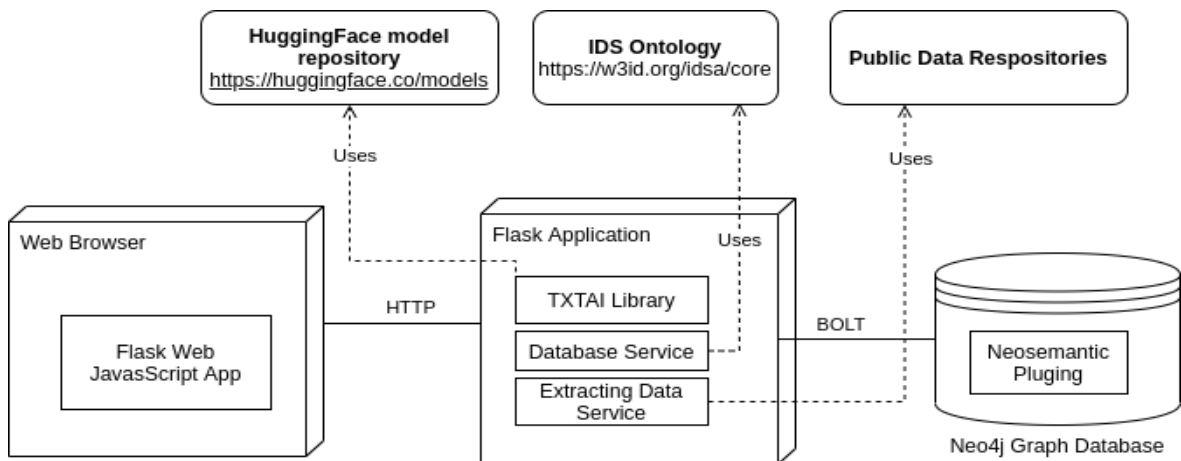 HuggingFace model
repository
https://huggingface.co/models
IDS Ontology
https://w3id.org/idsa/core
Public Data Respositories
Uses
Uses
Uses
Web Browser
Flask Web
JavasScript App
HTTP
Flask Application
TXTAI Library
Database Service
Extracting Data
Service
BOLT
Neosemantic
Pluging
Neo4j Graph Database